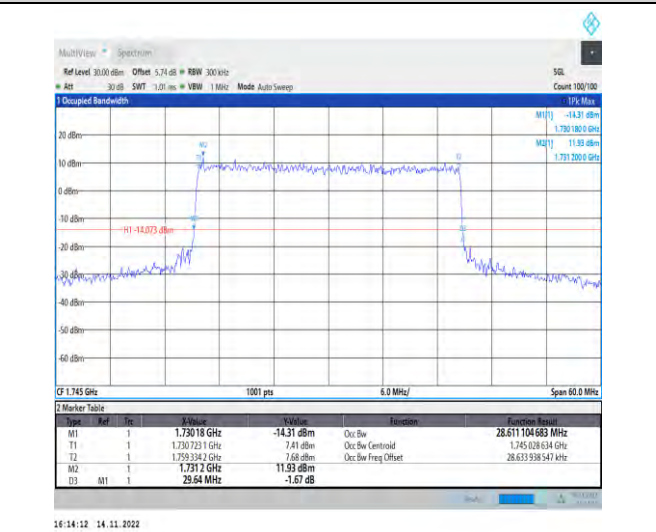 MultiView Spectrum
Ref Level 30.00 dBm Offset 5.74 dB RBW 300 kHz SGL
Att 30 dB SWT 1.01 ms VBW 1 MHz Mode Auto Sweep Count 100/100
1 Occupied Bandwidth 1Pk Max
M1[1] -14.31 dBm
1.730 180 0 GHz
M2[1] 11.93 dBm
1.731 200 0 GHz
20 dBm
M2
10 dBm
T2
0 dBm
-10 dBm
H1 -14.073 dBm
-20 dBm
-30 dBm
-40 dBm
-50 dBm
-60 dBm
CF 1.745 GHz 1001 pts 6.0 MHz/ Span 60.0 MHz
2 Marker Table
Type Ref Trc X-Value Y-Value Function Function Result
M1 1 1.73018 GHz -14.31 dBm Occ Bw 28.611 104 683 MHz
T1 1 1.730 723 1 GHz 7.41 dBm Occ Bw Centroid 1.745 028 634 GHz
T2 1 1.759 334 2 GHz 7.68 dBm Occ Bw Freq Offset 28.633 938 547 kHz
M2 1 1.7312 GHz 11.93 dBm
D3 M1 1 29.64 MHz -1.67 dB
16:14:12 14.11.2022